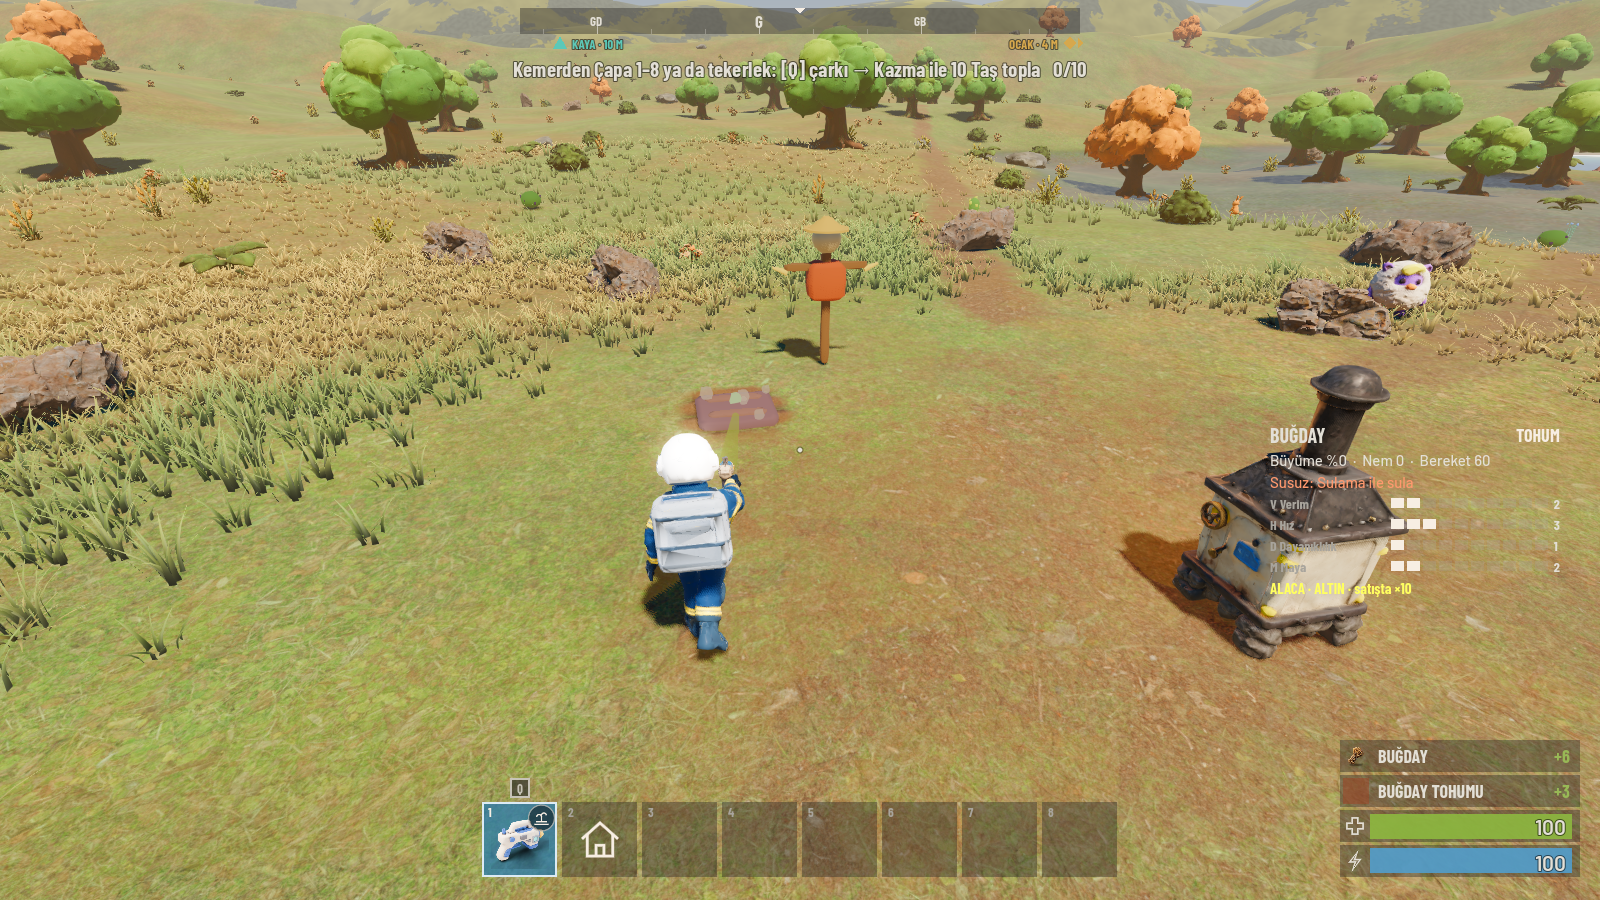 GD G GB
KAYA · 10 M OCAK · 4 M
Kemerden Çapa 1-8 ya da tekerlek: [Q] çarkı → Kazma ile 10 Taş topla 0/10
BUĞDAY TOHUM
Büyüme %0 · Nem 0 · Bereket 60
Susuz: Sulama ile sula
V Verim 2
H Hız 3
D Dayanıklılık 1
M Maya 2
ALACA · ALTIN · satışta ×10
BUĞDAY +6
BUĞDAY TOHUMU +3
100
100
Q
1 2 3 4 5 6 7 8